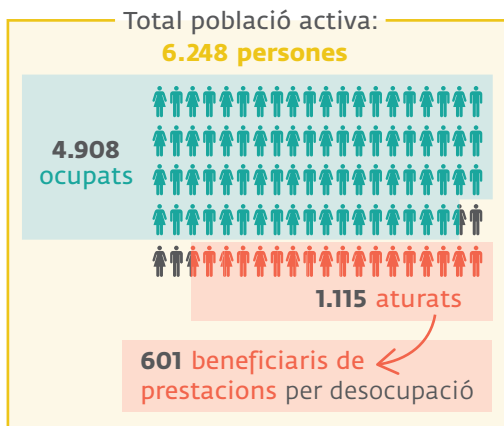 Total població activa:
6.248 persones
4.908
ocupats
1.115 aturats
601 beneficiaris de
prestacions per desocupació